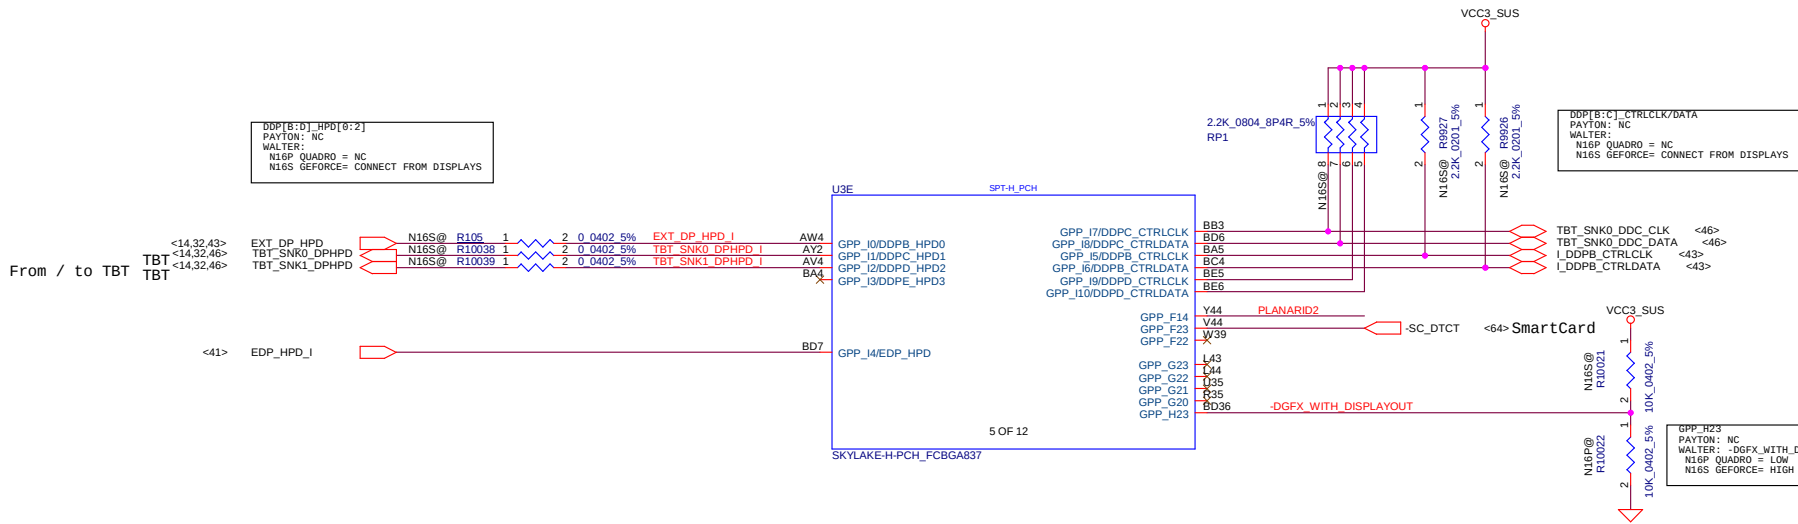 VCC3_SUS
DDP[B:D]_HPD[0:2]
PAYTON: NC
WALTER:
N16P QUADRO = NC
N16S GEFORCE= CONNECT FROM DISPLAYS
2.2K_0804_8P4R_5%
RP1
1 2 3 4
N16S@ 8 7 6 5
1 2
N16S@ R9927
2.2K_0201_5%
1 2
N16S@ R9926
2.2K_0201_5%
DDP[B:C]_CTRLCLK/DATA
PAYTON: NC
WALTER:
N16P QUADRO = NC
N16S GEFORCE= CONNECT FROM DISPLAYS
U3E
SPT-H_PCH
<14,32,43> EXT_DP_HPD N16S@ R105 1 2 0_0402_5% EXT_DP_HPD_I AW4 GPP_I0/DDPB_HPD0
TBT <14,32,46> TBT_SNK0_DPHPD N16S@ R10038 1 2 0_0402_5% TBT_SNK0_DPHPD_I AY2 GPP_I1/DDPC_HPD1
From / to TBT
TBT <14,32,46> TBT_SNK1_DPHPD N16S@ R10039 1 2 0_0402_5% TBT_SNK1_DPHPD_I AV4 GPP_I2/DDPD_HPD2
BA4 GPP_I3/DDPE_HPD3
<41> EDP_HPD_I BD7 GPP_I4/EDP_HPD
GPP_I7/DDPC_CTRLCLK BB3 TBT_SNK0_DDC_CLK <46>
GPP_I8/DDPC_CTRLDATA BD6 TBT_SNK0_DDC_DATA <46>
GPP_I5/DDPB_CTRLCLK BA5 I_DDPB_CTRLCLK <43>
GPP_I6/DDPB_CTRLDATA BC4 I_DDPB_CTRLDATA <43>
GPP_I9/DDPD_CTRLCLK BE5
GPP_I10/DDPD_CTRLDATA BE6
GPP_F14 Y44 PLANARID2
GPP_F23 V44 -SC_DTCT <64> SmartCard
GPP_F22 W39
GPP_G23 L43
GPP_G22 L44
GPP_G21 U35
GPP_G20 R35
GPP_H23 BD36 -DGFX_WITH_DISPLAYOUT
5 OF 12
SKYLAKE-H-PCH_FCBGA837
VCC3_SUS
1 2
N16S@
R10021
10K_0402_5%
1 2
N16P@
R10022
10K_0402_5%
GPP_H23
PAYTON: NC
WALTER: -DGFX_WITH_D
N16P QUADRO = LOW
N16S GEFORCE= HIGH